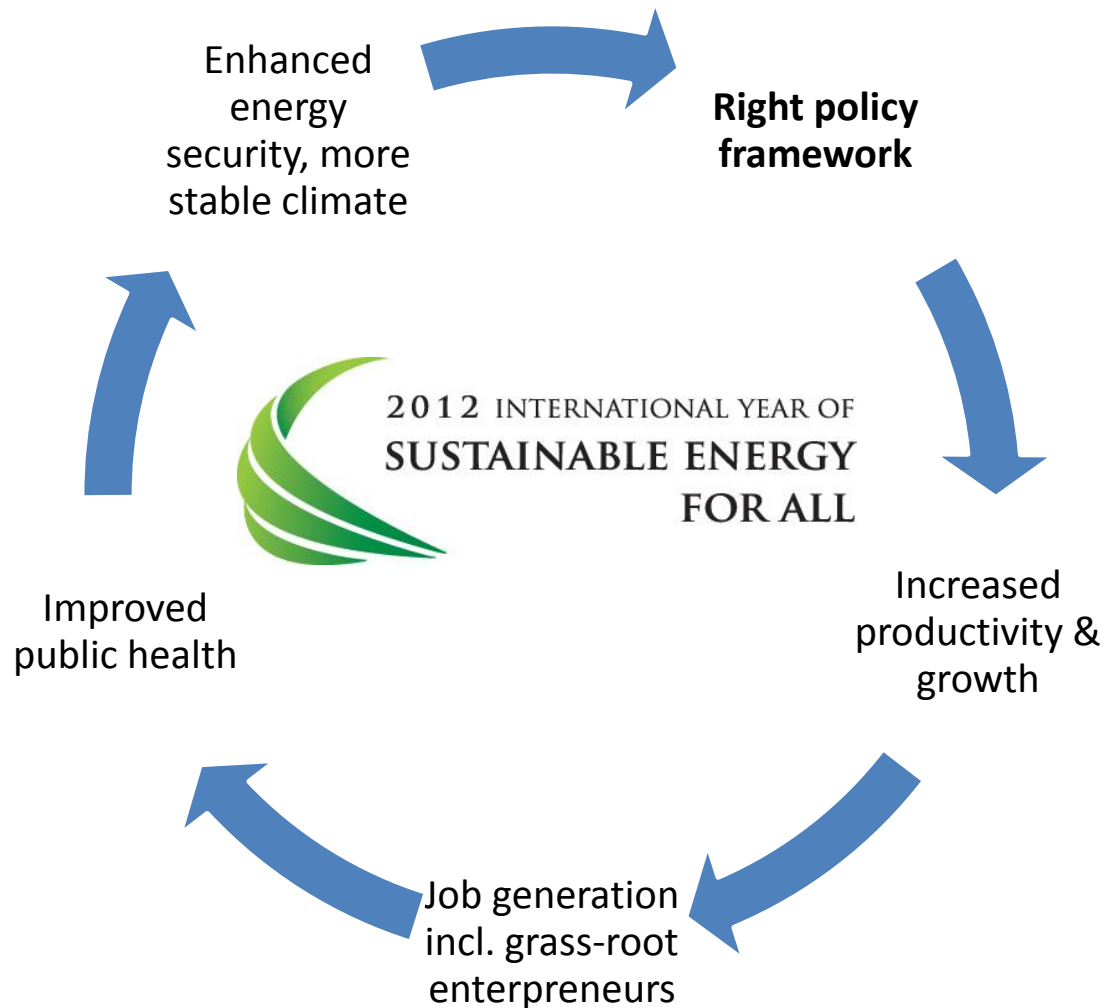 Enhanced
energy
security, more
stable climate
Right policy
framework
2012 INTERNATIONAL YEAR OF
SUSTAINABLE ENERGY
FOR ALL
Improved
public health
Increased
productivity &
growth
Job generation
incl. grass-root
enterpreneurs